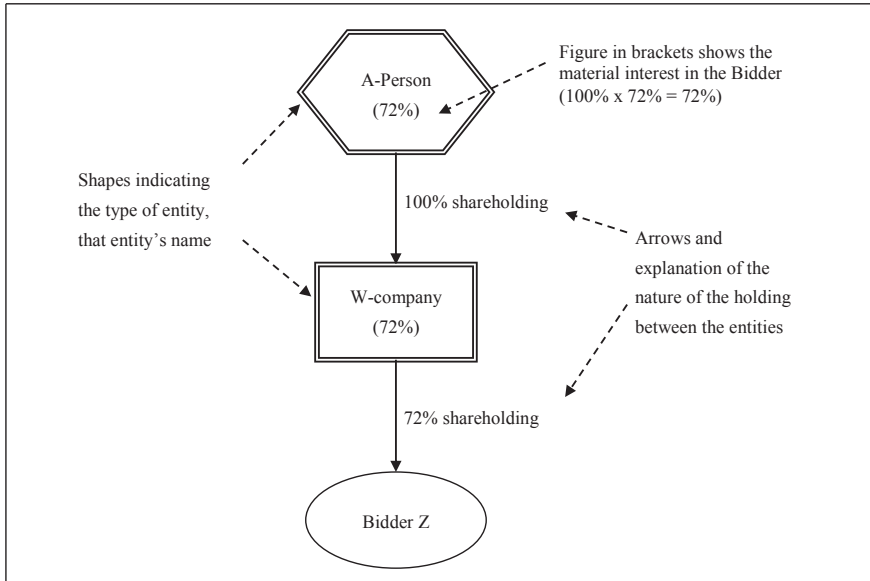 A-Person
(72%)
Figure in brackets shows the
material interest in the Bidder
(100% x 72% = 72%)
Shapes indicating
the type of entity,
that entity’s name
100% shareholding
Arrows and
explanation of the
nature of the holding
between the entities
W-company
(72%)
72% shareholding
Bidder Z